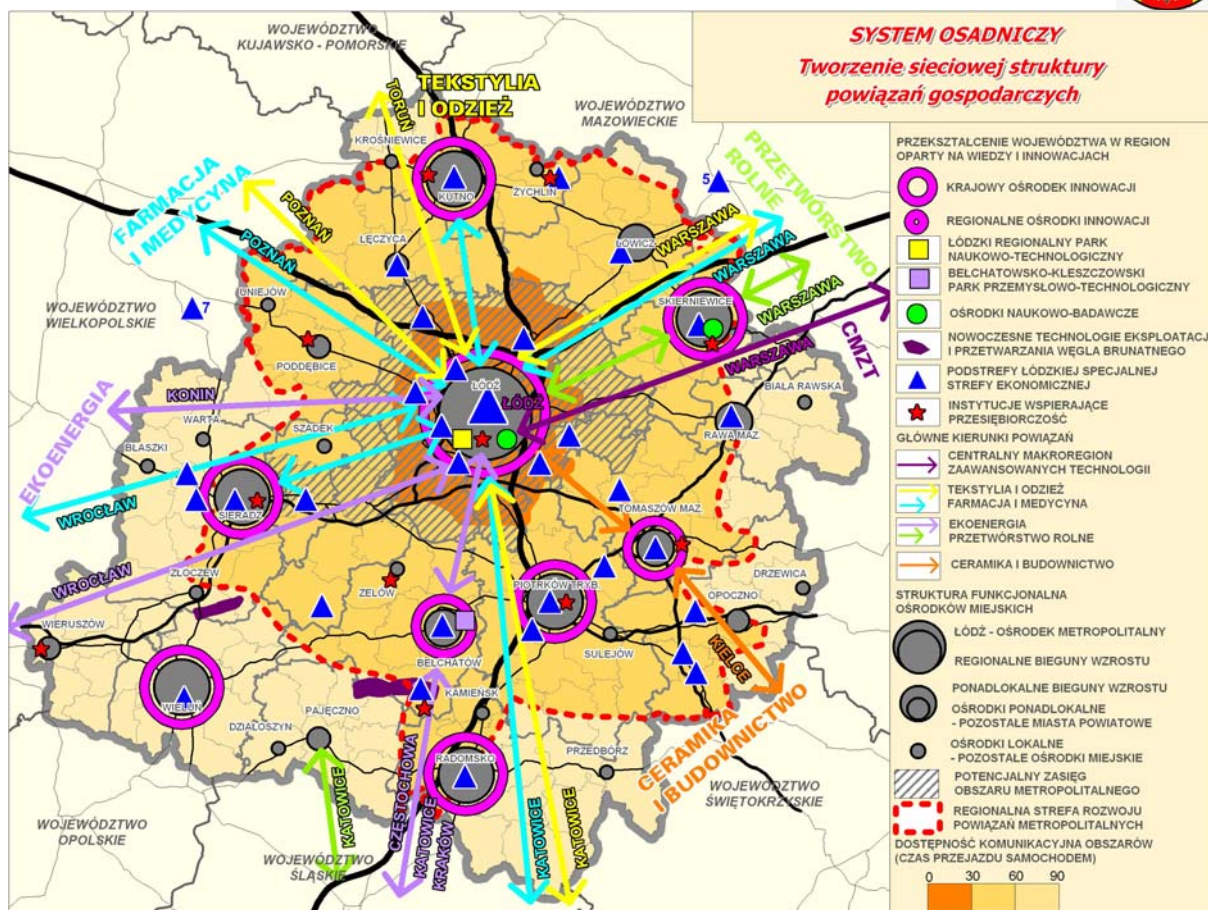 SYSTEM OSADNICZY
Tworzenie sieciowej struktury
powiązań gospodarczych
WOJEWÓDZTWO
KUJAWSKO - POMORSKIE
WOJEWÓDZTWO
MAZOWIECKIE
WOJEWÓDZTWO
WIELKOPOLSKIE
WOJEWÓDZTWO
OPOLSKIE
WOJEWÓDZTWO
ŚLĄSKIE
WOJEWÓDZTWO
ŚWIĘTOKRZYSKIE
TEKSTYLIA
I ODZIEŻ
FARMACJA
I MEDYCYNA
PRZETWÓRSTWO
ROLNE
EKOENERGIA
CMZT
CERAMIKA
I BUDOWNICTWO
TORUŃ
POZNAŃ
POZNAŃ
WARSZAWA
WARSZAWA
WARSZAWA
WARSZAWA
KONIN
WROCŁAW
WROCŁAW
KIELCE
KATOWICE
CZĘSTOCHOWA
KATOWICE
KRAKÓW
KATOWICE
KATOWICE
KROŚNIEWICE
KUTNO
ŻYCHLIN
5
ŁĘCZYCA
ŁOWICZ
UNIEJÓW
7
SKIERNIEWICE
PODDĘBICE
ŁÓDŹ
ŁÓDŹ
BIAŁA RAWSKA
RAWA MAZ.
WARTA
SZADEK
BŁASZKI
SIERADZ
TOMASZÓW MAZ.
ZŁOCZEW
ZELÓW
PIOTRKÓW TRYB.
DRZEWICA
OPOCZNO
WIERUSZÓW
BEŁCHATÓW
SULEJÓW
WIELUŃ
KAMIEŃSK
PAJĘCZNO
DZIAŁOSZYN
RADOMSKO
PRZEDBÓRZ
PRZEKSZTAŁCENIE WOJEWÓDZTWA W REGION
OPARTY NA WIEDZY I INNOWACJACH
KRAJOWY OŚRODEK INNOWACJI
REGIONALNE OŚRODKI INNOWACJI
ŁÓDZKI REGIONALNY PARK
NAUKOWO-TECHNOLOGICZNY
BEŁCHATOWSKO-KLESZCZOWSKI
PARK PRZEMYSŁOWO-TECHNOLOGICZNY
OŚRODKI NAUKOWO-BADAWCZE
NOWOCZESNE TECHNOLOGIE EKSPLOATACJ
I PRZETWARZANIA WĘGLA BRUNATNEGO
PODSTREFY ŁÓDZKIEJ SPECJALNEJ
STREFY EKONOMICZNEJ
INSTYTUCJE WSPIERAJĄCE
PRZESIĘBIORCZOŚĆ
GŁÓWNE KIERUNKI POWIĄZAŃ
CENTRALNY MAKROREGION
ZAAWANSOWANYCH TECHNOLOGII
TEKSTYLIA I ODZIEŻ
FARMACJA I MEDYCYNA
EKOENERGIA
PRZETWÓRSTWO ROLNE
CERAMIKA I BUDOWNICTWO
STRUKTURA FUNKCJONALNA
OŚRODKÓW MIEJSKICH
ŁÓDŹ - OŚRODEK METROPOLITALNY
REGIONALNE BIEGUNY WZROSTU
PONADLOKALNE BIEGUNY WZROSTU
OŚRODKI PONADLOKALNE
- POZOSTAŁE MIASTA POWIATOWE
OŚRODKI LOKALNE
- POZOSTAŁE OŚRODKI MIEJSKIE
POTENCJALNY ZASIĘG
OBSZARU METROPOLITALNEGO
REGIONALNA STREFA ROZWOJU
POWIĄZAŃ METROPOLITALNYCH
DOSTĘPNOŚĆ KOMUNIKACYJNA OBSZARÓW
(CZAS PRZEJAZDU SAMOCHODEM)
0 30 60 90